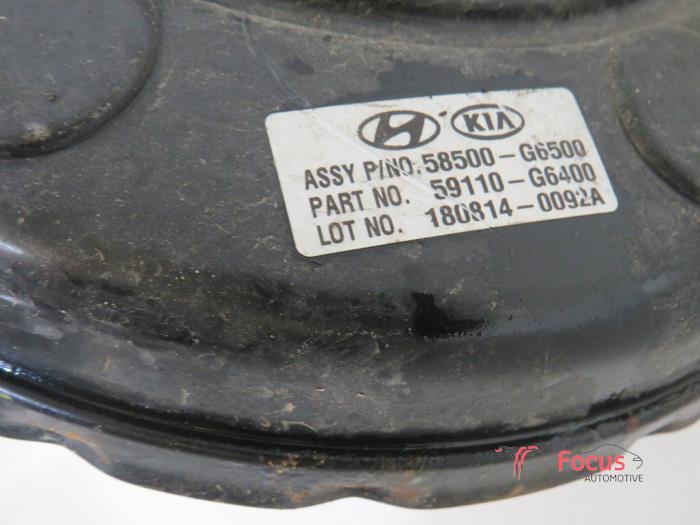 KIA
ASSY P/NO. 58500-G6500
PART NO. 59110-G6400
LOT NO. 180814-0092A
Focus
AUTOMOTIVE